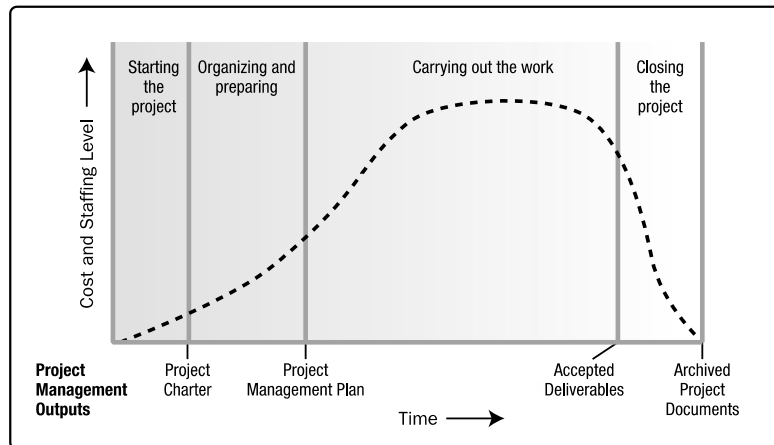 Starting
the
project
Organizing and
preparing
Carrying out the work
Closing
the
project
Cost and Staffing Level
Project
Management
Outputs
Project
Charter
Project
Management Plan
Accepted
Deliverables
Archived
Project
Documents
Time